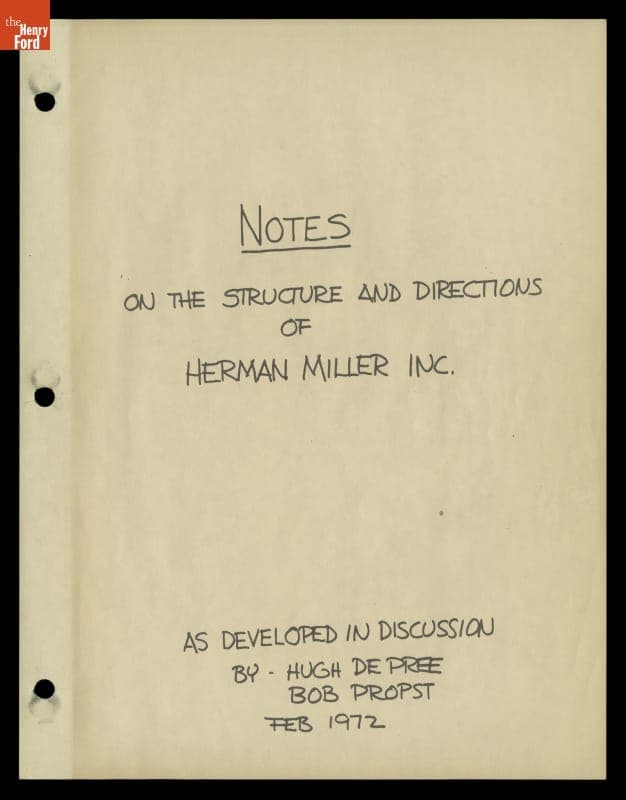 the
Henry
Ford
NOTES
ON THE STRUCTURE AND DIRECTIONS
OF
HERMAN MILLER INC.
AS DEVELOPED IN DISCUSSION
BY - HUGH DE PREE
BOB PROPST
FEB 1972